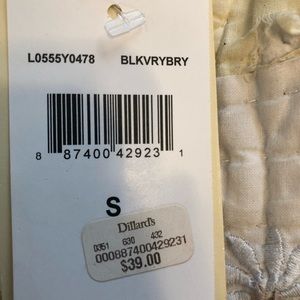 L0555Y0478 BLKVRYBRY
8 87400 42923 1
S
Dillard's
0351 630 432
000887400429231
$39.00